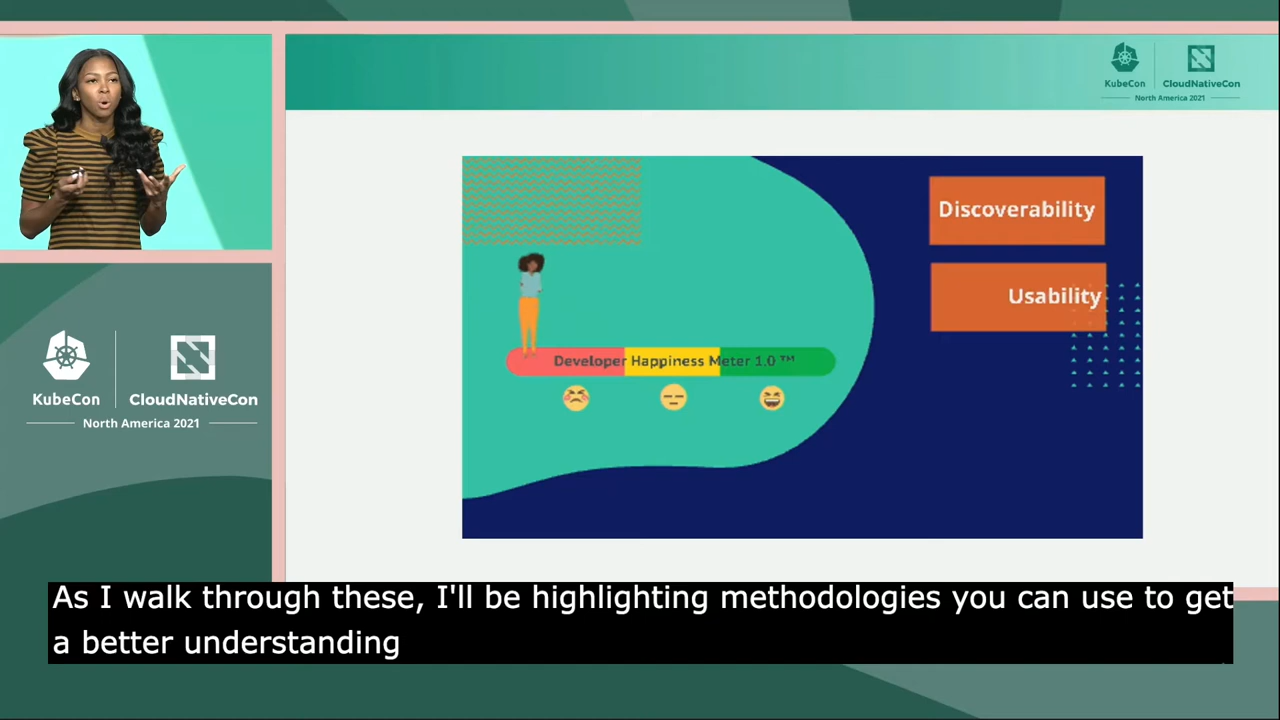 KubeCon
CloudNativeCon
North America 2021
Discoverability
Usability
Developer Happiness Meter 1.0 ™
KubeCon
CloudNativeCon
North America 2021
As I walk through these, I'll be highlighting methodologies you can use to get
a better understanding